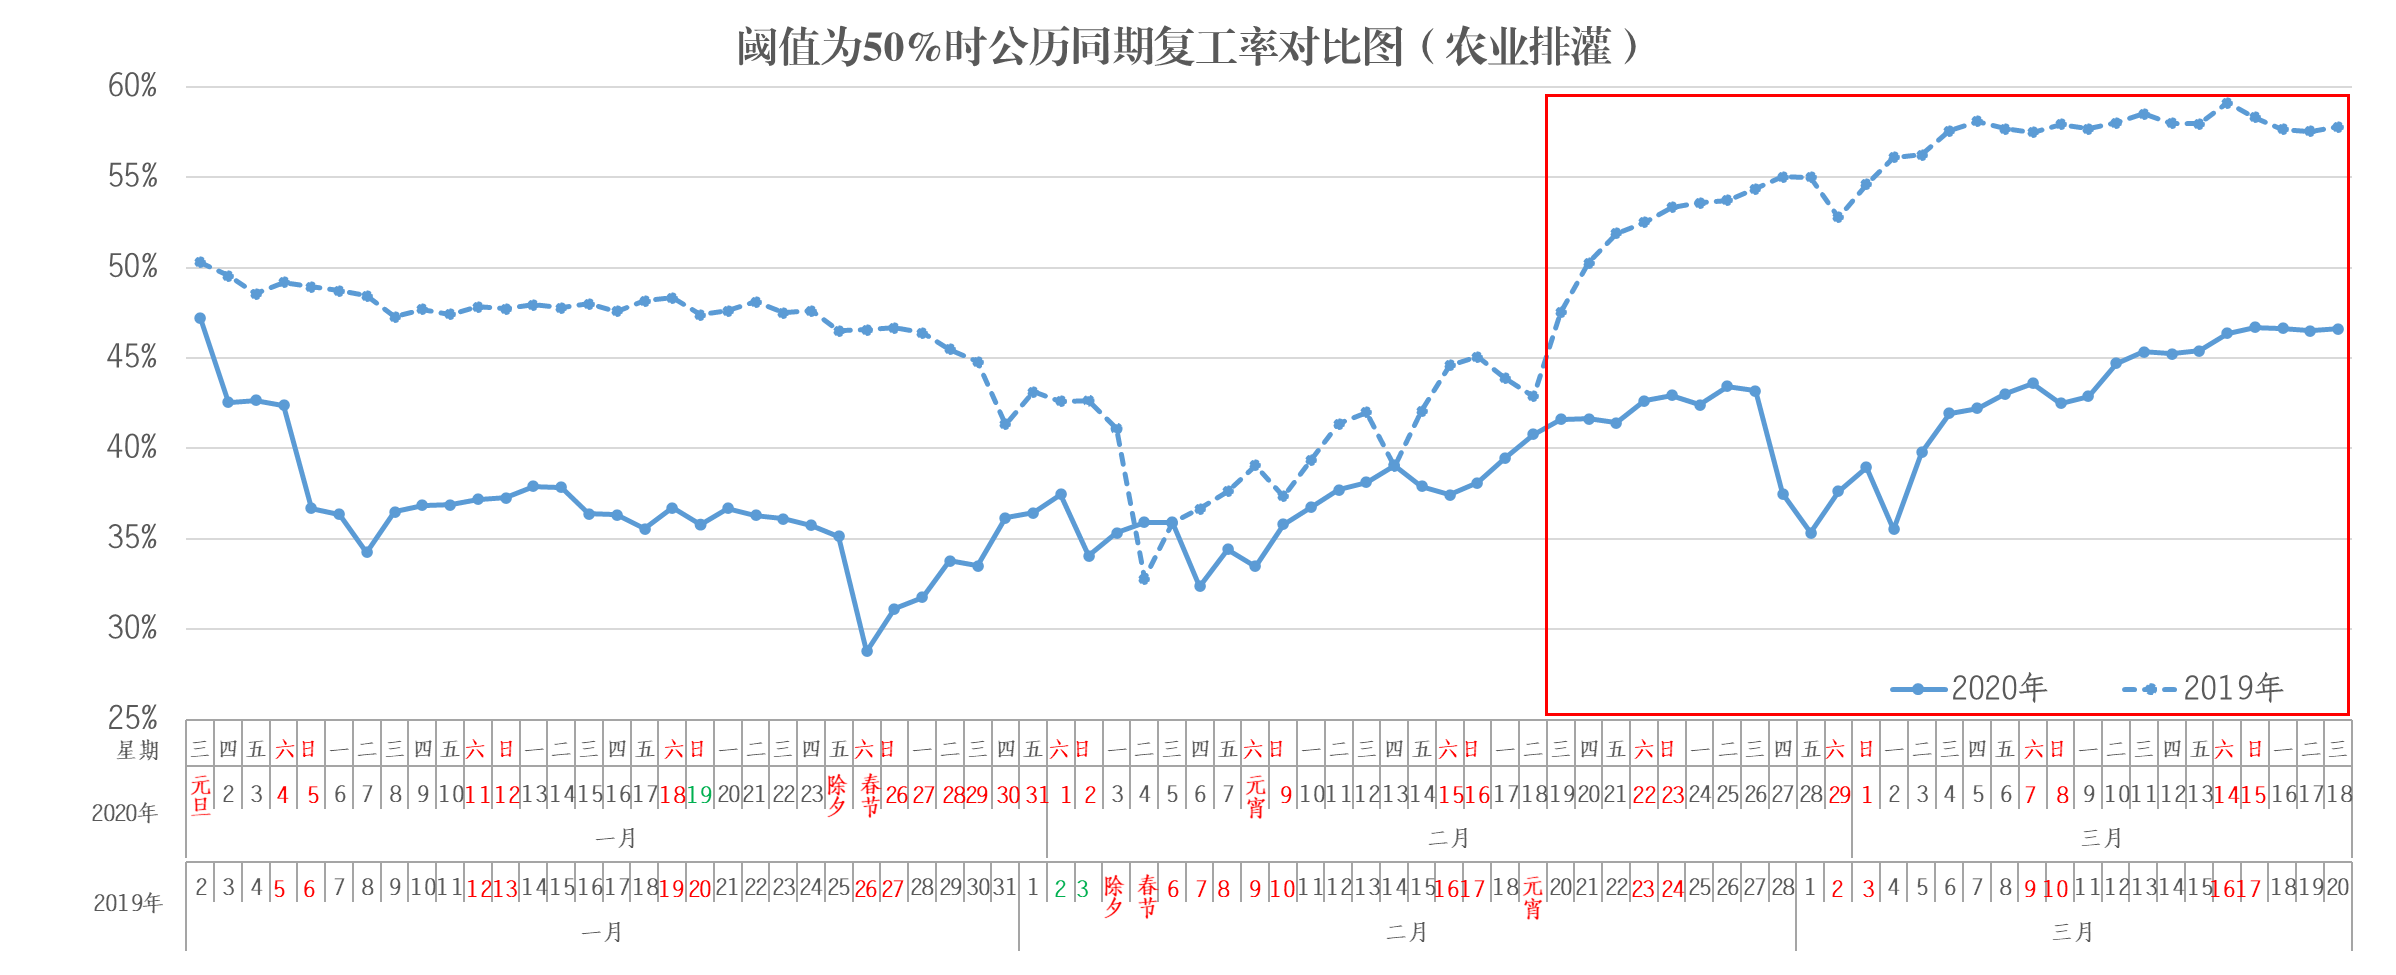 阈值为50%时公历同期复工率对比图（农业排灌）
60%
55%
50%
45%
40%
35%
30%
25%
2020年 2019年
星期 三 四 五 六 日 一 二 三 四 五 六 日 一 二 三 四 五 六 日 一 二 三 四 五 六 日 一 二 三 四 五 六 日 一 二 三 四 五 六 日 一 二 三 四 五 六 日 一 二 三 四 五 六 日 一 二 三 四 五 六 日 一 二 三 四 五 六 日 一 二 三 四 五 六 日 一 二 三
2020年 元旦 2 3 4 5 6 7 8 9 10 11 12 13 14 15 16 17 18 19 20 21 22 23 除夕 春节 26 27 28 29 30 31 1 2 3 4 5 6 7 元宵 9 10 11 12 13 14 15 16 17 18 19 20 21 22 23 24 25 26 27 28 29 1 2 3 4 5 6 7 8 9 10 11 12 13 14 15 16 17 18
一月 二月 三月
2019年 2 3 4 5 6 7 8 9 10 11 12 13 14 15 16 17 18 19 20 21 22 23 24 25 26 27 28 29 30 31 1 2 3 除夕 春节 6 7 8 9 10 11 12 13 14 15 16 17 18 元宵 20 21 22 23 24 25 26 27 28 1 2 3 4 5 6 7 8 9 10 11 12 13 14 15 16 17 18 19 20
一月 二月 三月